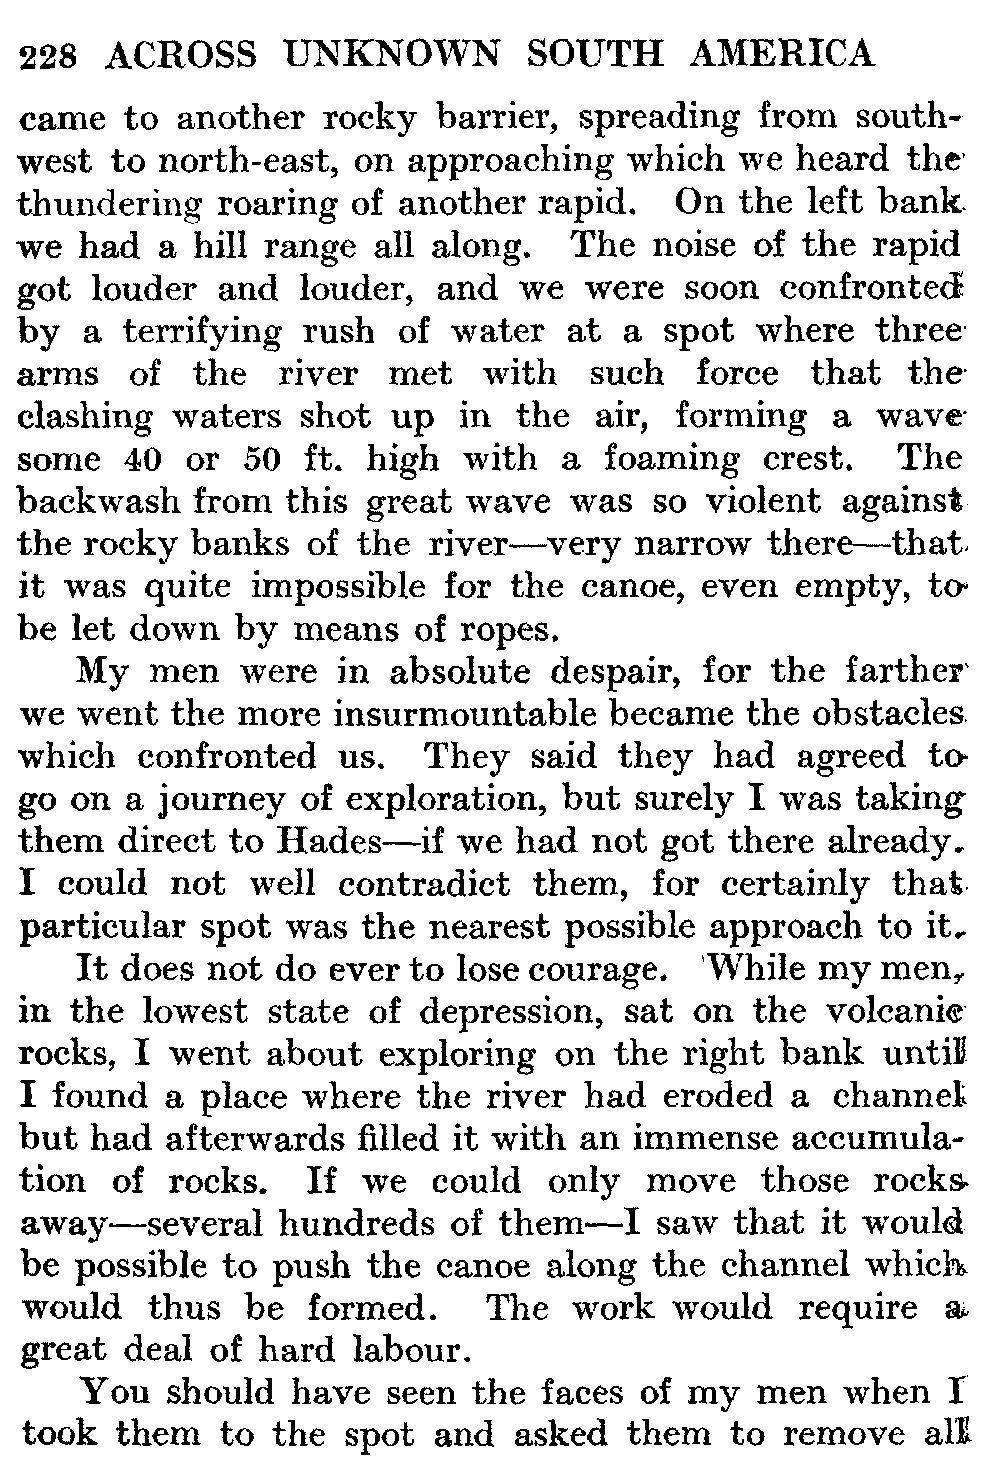 228 ACROSS UNKNOWN SOUTH AMERICA
came to another rocky barrier, spreading from south-
west to north-east, on approaching which we heard the
thundering roaring of another rapid. On the left bank
we had a hill range all along. The noise of the rapid
got louder and louder, and we were soon confronted
by a terrifying rush of water at a spot where three
arms of the river met with such force that the
clashing waters shot up in the air, forming a wave
some 40 or 50 ft. high with a foaming crest. The
backwash from this great wave was so violent against
the rocky banks of the river—very narrow there—that
it was quite impossible for the canoe, even empty, to
be let down by means of ropes.
My men were in absolute despair, for the farther
we went the more insurmountable became the obstacles
which confronted us. They said they had agreed to
go on a journey of exploration, but surely I was taking
them direct to Hades—if we had not got there already.
I could not well contradict them, for certainly that
particular spot was the nearest possible approach to it.
It does not do ever to lose courage. While my men,
in the lowest state of depression, sat on the volcanic
rocks, I went about exploring on the right bank until
I found a place where the river had eroded a channel
but had afterwards filled it with an immense accumula-
tion of rocks. If we could only move those rocks
away—several hundreds of them—I saw that it would
be possible to push the canoe along the channel which
would thus be formed. The work would require a
great deal of hard labour.
You should have seen the faces of my men when I
took them to the spot and asked them to remove all